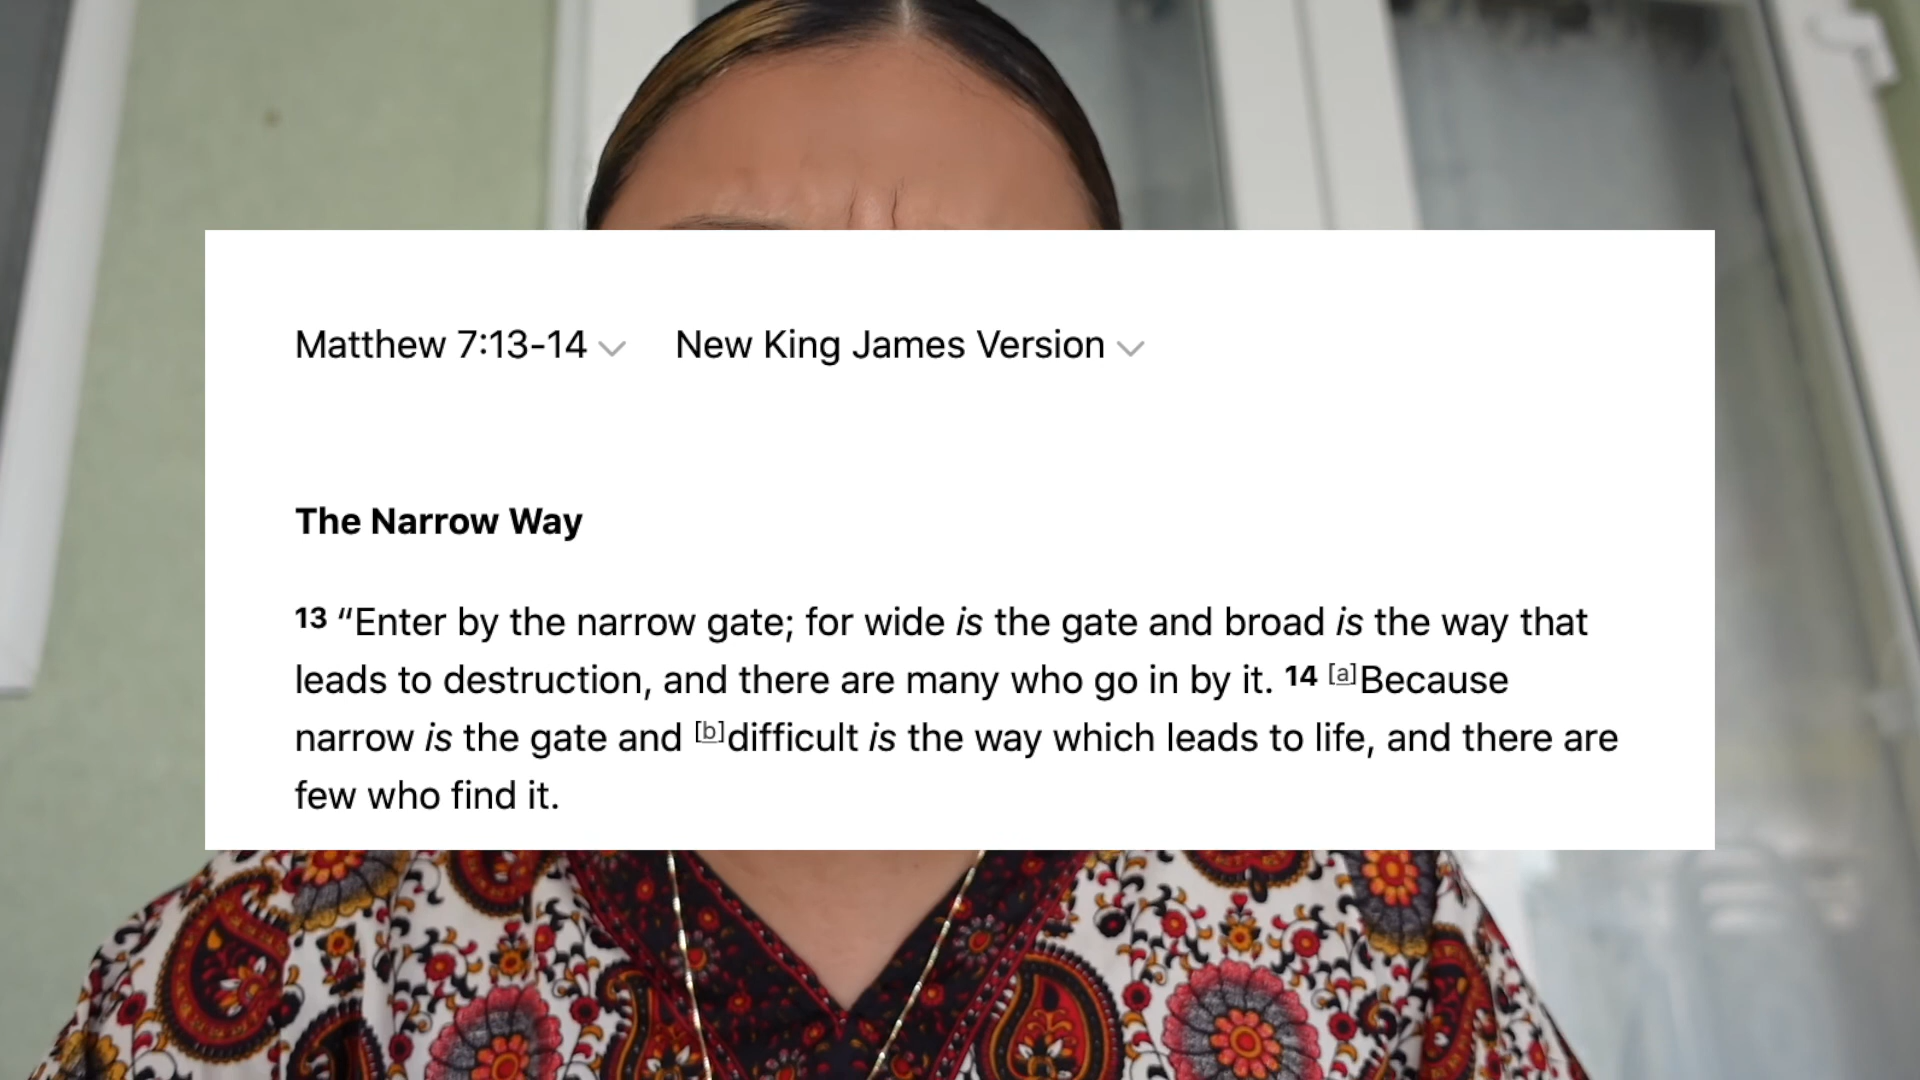 Matthew 7:13-14 New King James Version
The Narrow Way
13 “Enter by the narrow gate; for wide is the gate and broad is the way that
leads to destruction, and there are many who go in by it. 14 [a]Because
narrow is the gate and [b]difficult is the way which leads to life, and there are
few who find it.